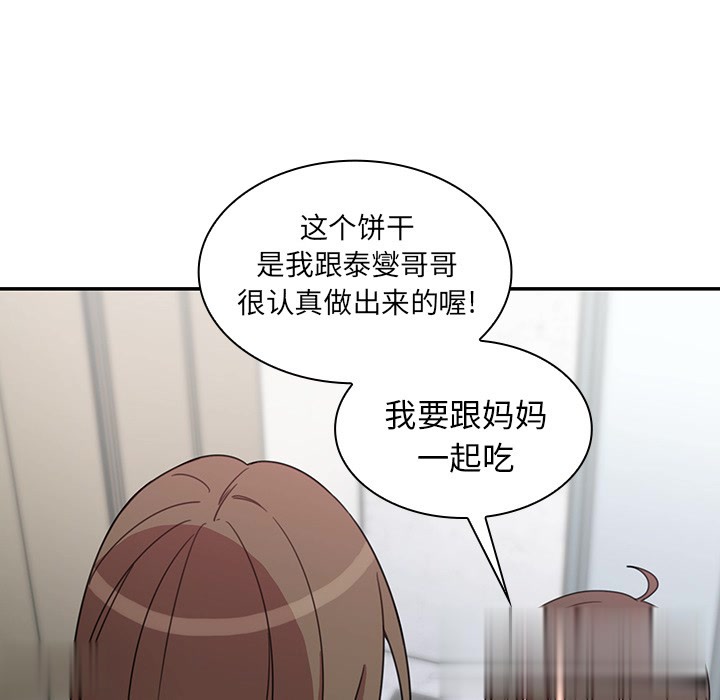 这个饼干
是我跟泰燮哥哥
很认真做出来的喔!
我要跟妈妈
一起吃